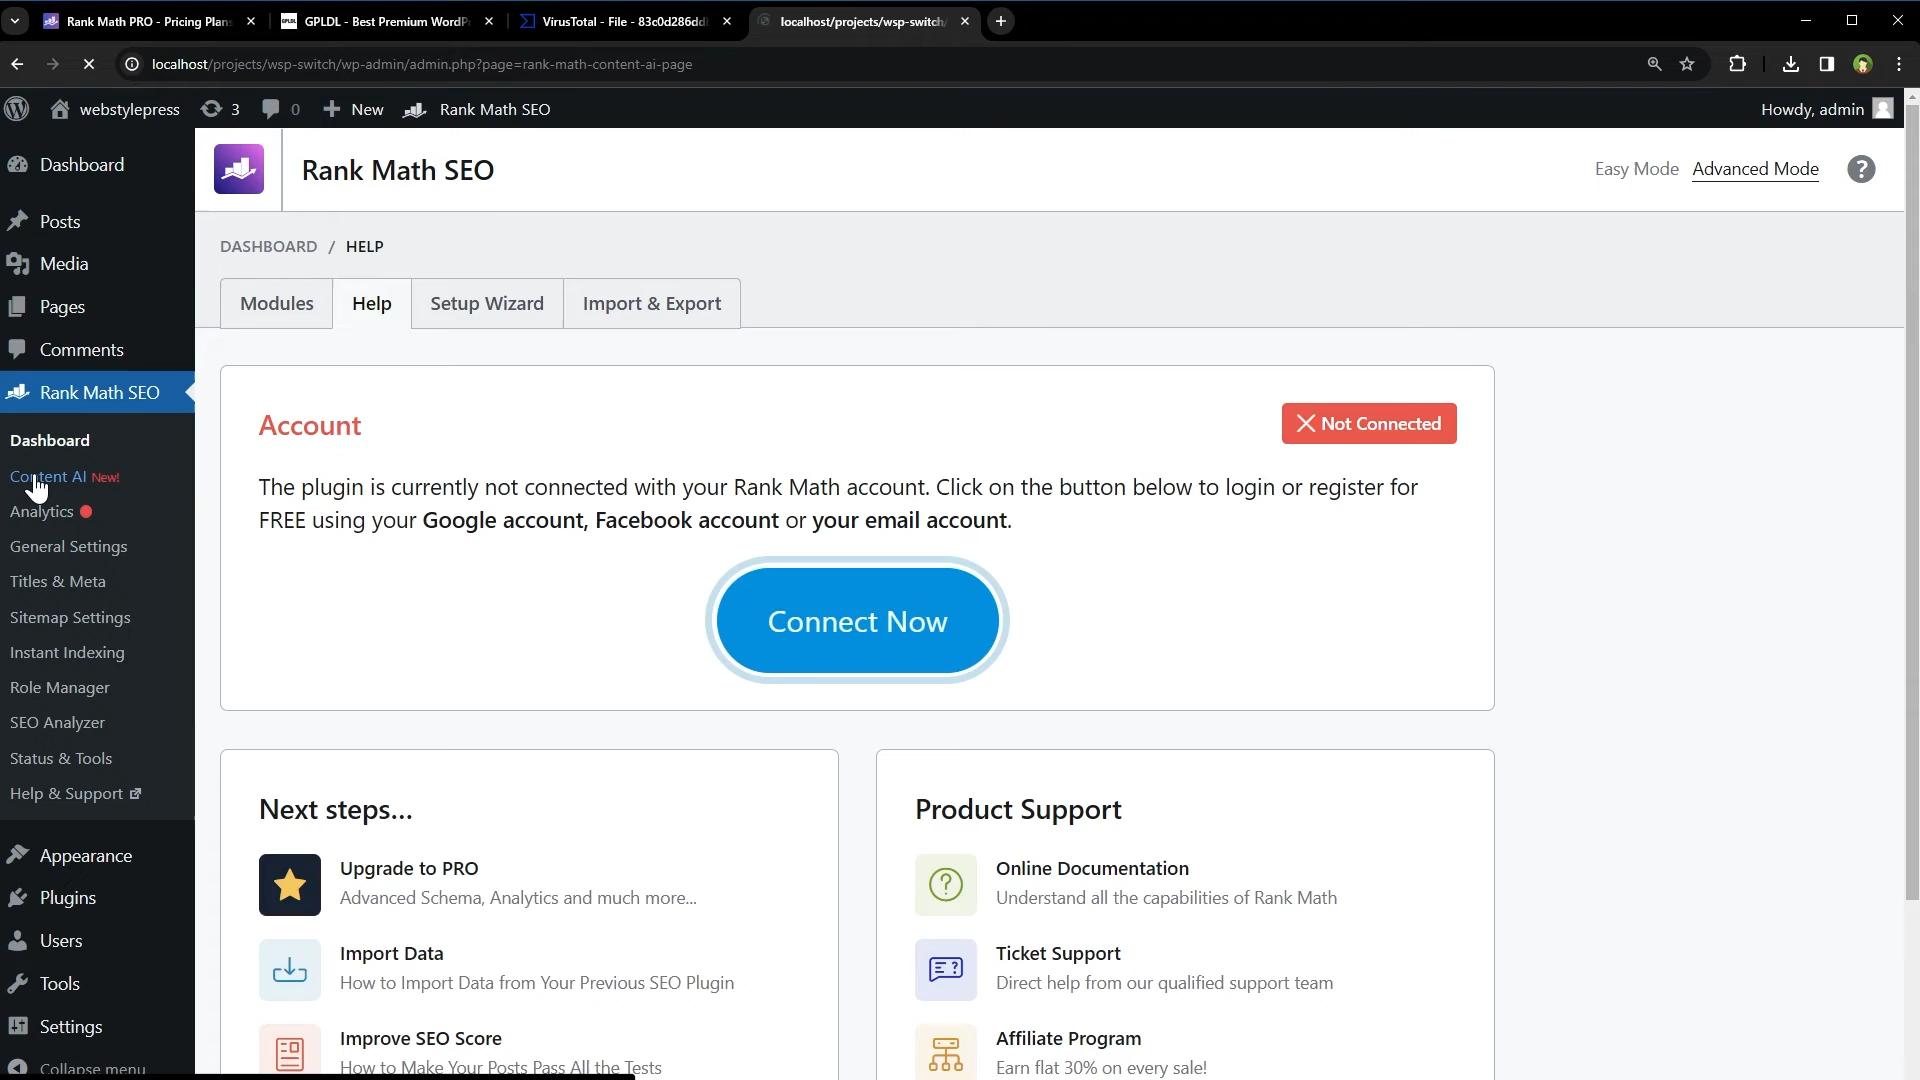 Rank Math PRO - Pricing Plans
GPLDL - Best Premium WordP
VirusTotal - File - 83c0d286dd
localhost/projects/wsp-switch/
localhost/projects/wsp-switch/wp-admin/admin.php?page=rank-math-content-ai-page
webstylepress
3
0
New
Rank Math SEO
Howdy, admin
Dashboard
Posts
Media
Pages
Comments
Rank Math SEO
Dashboard
Content AI New!
Analytics
General Settings
Titles & Meta
Sitemap Settings
Instant Indexing
Role Manager
SEO Analyzer
Status & Tools
Help & Support
Appearance
Plugins
Users
Tools
Settings
Collapse menu
Rank Math SEO
Easy Mode
Advanced Mode
?
DASHBOARD / HELP
Modules
Help
Setup Wizard
Import & Export
Account
Not Connected
The plugin is currently not connected with your Rank Math account. Click on the button below to login or register for
FREE using your Google account, Facebook account or your email account.
Connect Now
Next steps...
Upgrade to PRO
Advanced Schema, Analytics and much more...
Import Data
How to Import Data from Your Previous SEO Plugin
Improve SEO Score
How to Make Your Posts Pass All the Tests
Product Support
Online Documentation
Understand all the capabilities of Rank Math
Ticket Support
Direct help from our qualified support team
Affiliate Program
Earn flat 30% on every sale!